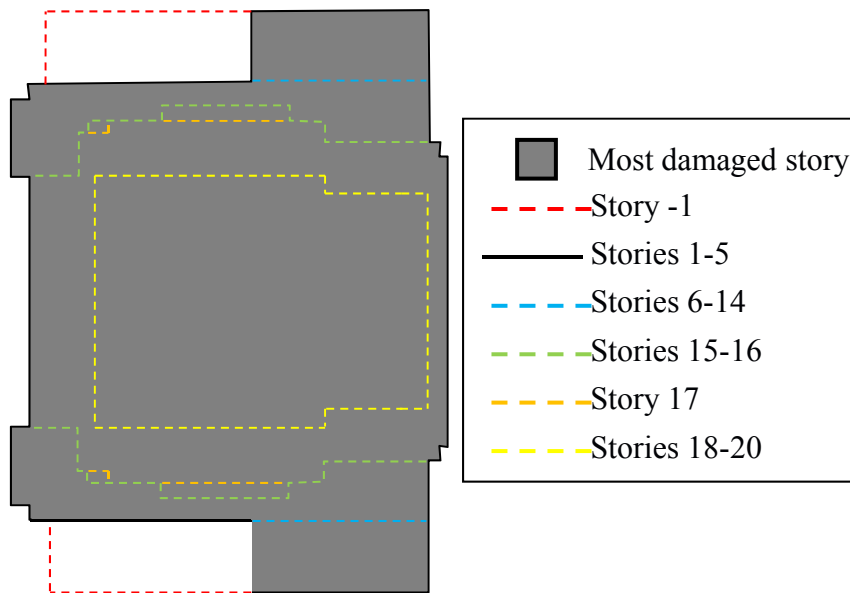 Most damaged story
Story -1
Stories 1-5
Stories 6-14
Stories 15-16
Story 17
Stories 18-20